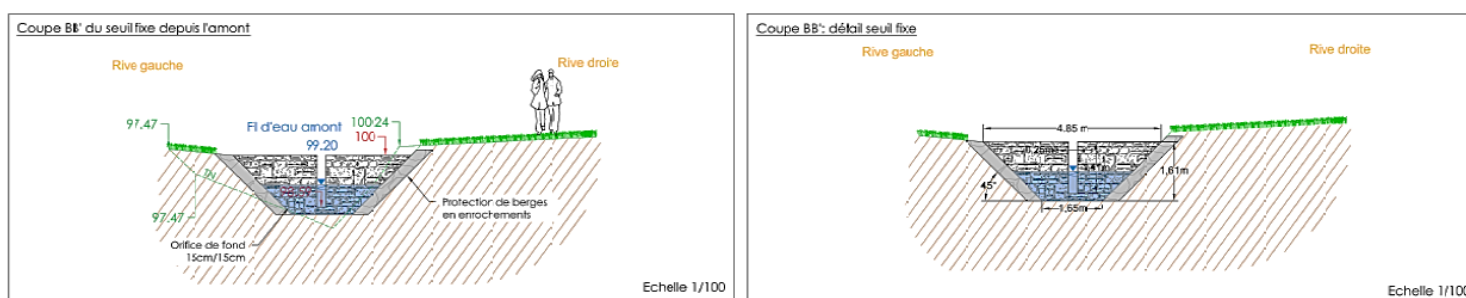 Coupe BB' du seuil fixe depuis l'amont
Rive gauche
Rive droite
97.47
Fil d'eau amont
99.20
100.24
100
TN
97.47
Protection de berges
en enrochements
Orifice de fond
15cm/15cm
Echelle 1/100
Coupe BB': détail seuil fixe
Rive gauche
Rive droite
4.85 m
45°
1,61m
1,65m
Echelle 1/100